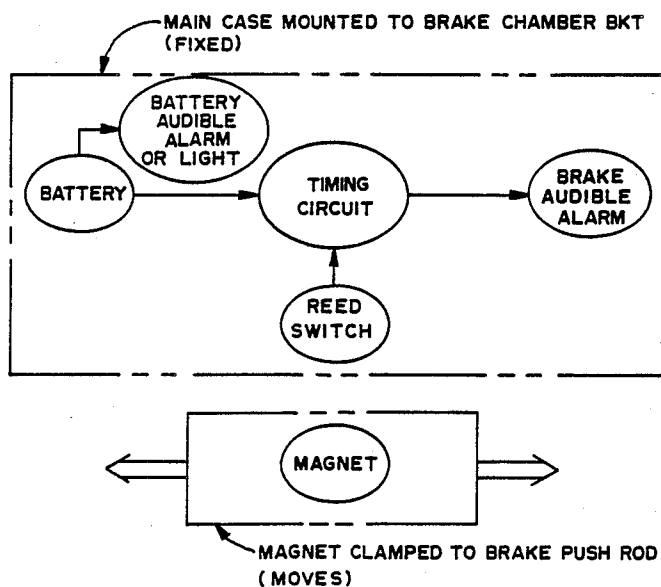 MAIN CASE MOUNTED TO BRAKE CHAMBER BKT
(FIXED)
BATTERY
AUDIBLE
ALARM
OR LIGHT
BATTERY
TIMING
CIRCUIT
BRAKE
AUDIBLE
ALARM
REED
SWITCH
MAGNET
MAGNET CLAMPED TO BRAKE PUSH ROD
(MOVES)